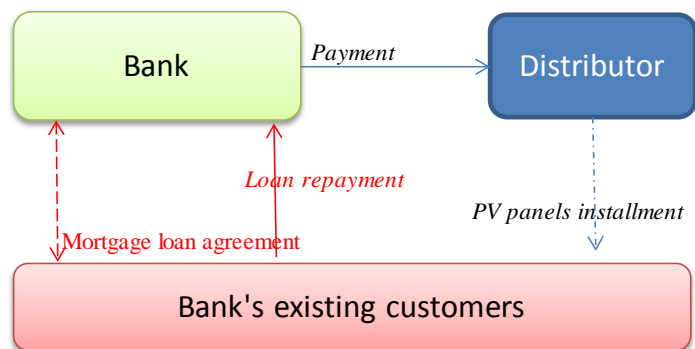 Bank
Payment
Distributor
Loan repayment
PV panels installment
Mortgage loan agreement
Bank's existing customers